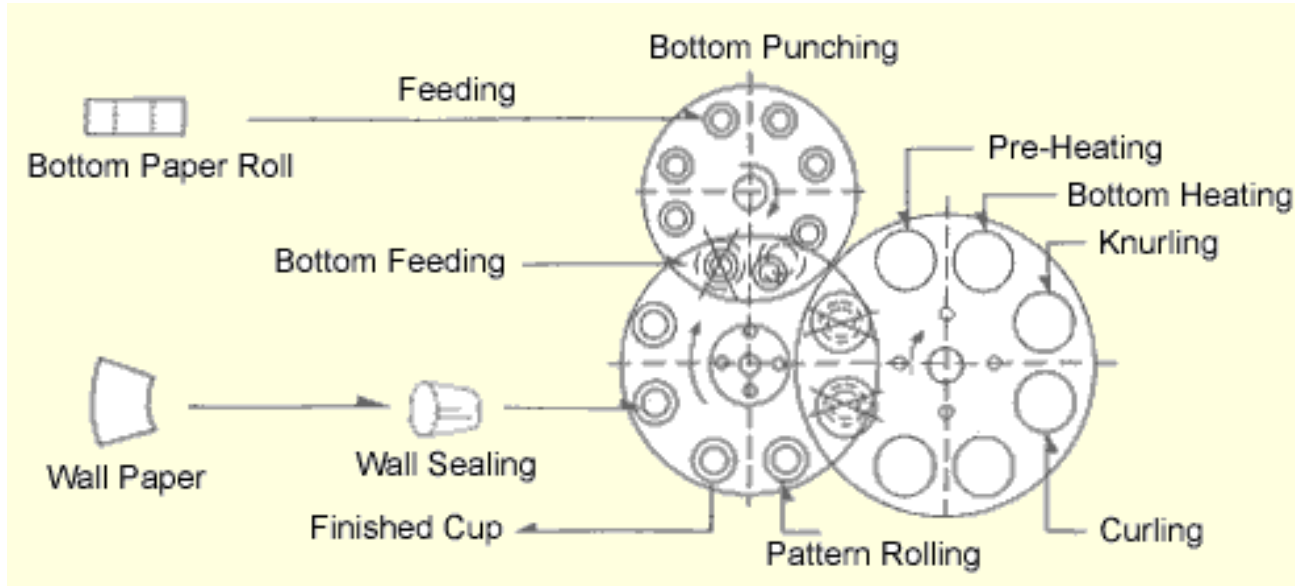 Bottom Punching
Feeding
Bottom Paper Roll
Pre-Heating
Bottom Heating
Knurling
Bottom Feeding
Wall Paper
Wall Sealing
Finished Cup
Pattern Rolling
Curling